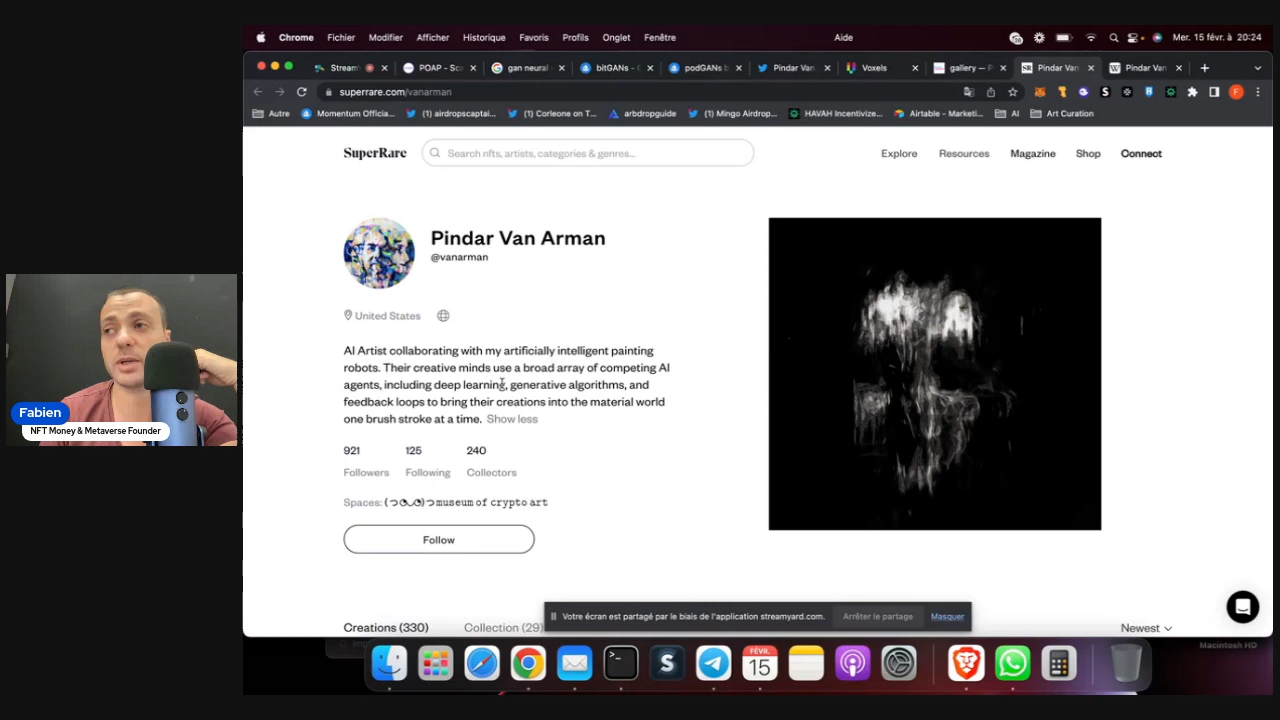 Chrome Fichier Modifier Afficher Historique Favoris Profils Onglet Fenêtre Aide Mer. 15 févr. à 20:24
Stream POAP - Sca gan neural bitGANs - podGANs b Pindar Van Voxels gallery — P Pindar Van Pindar Van
superrare.com/vanarman
Autre Momentum Officia... (1) airdropscaptai... (1) Corleone on T... arbdropguide (1) Mingo Airdrop... HAVAH Incentivize... Airtable - Marketi... AI Art Curation
SuperRare Search nfts, artists, categories & genres... Explore Resources Magazine Shop Connect
Pindar Van Arman
@vanarman
United States
AI Artist collaborating with my artificially intelligent painting
robots. Their creative minds use a broad array of competing AI
agents, including deep learning, generative algorithms, and
feedback loops to bring their creations into the material world
one brush stroke at a time. Show less
921 125 240
Followers Following Collectors
Spaces: (つ◔◡◔)つ museum of crypto art
Follow
Votre écran est partagé par le biais de l'application streamyard.com. Arrêter le partage Masquer
Creations (330) Collection (29) Newest
Macintosh HD
FÉVR.
15
Fabien
NFT Money & Metaverse Founder